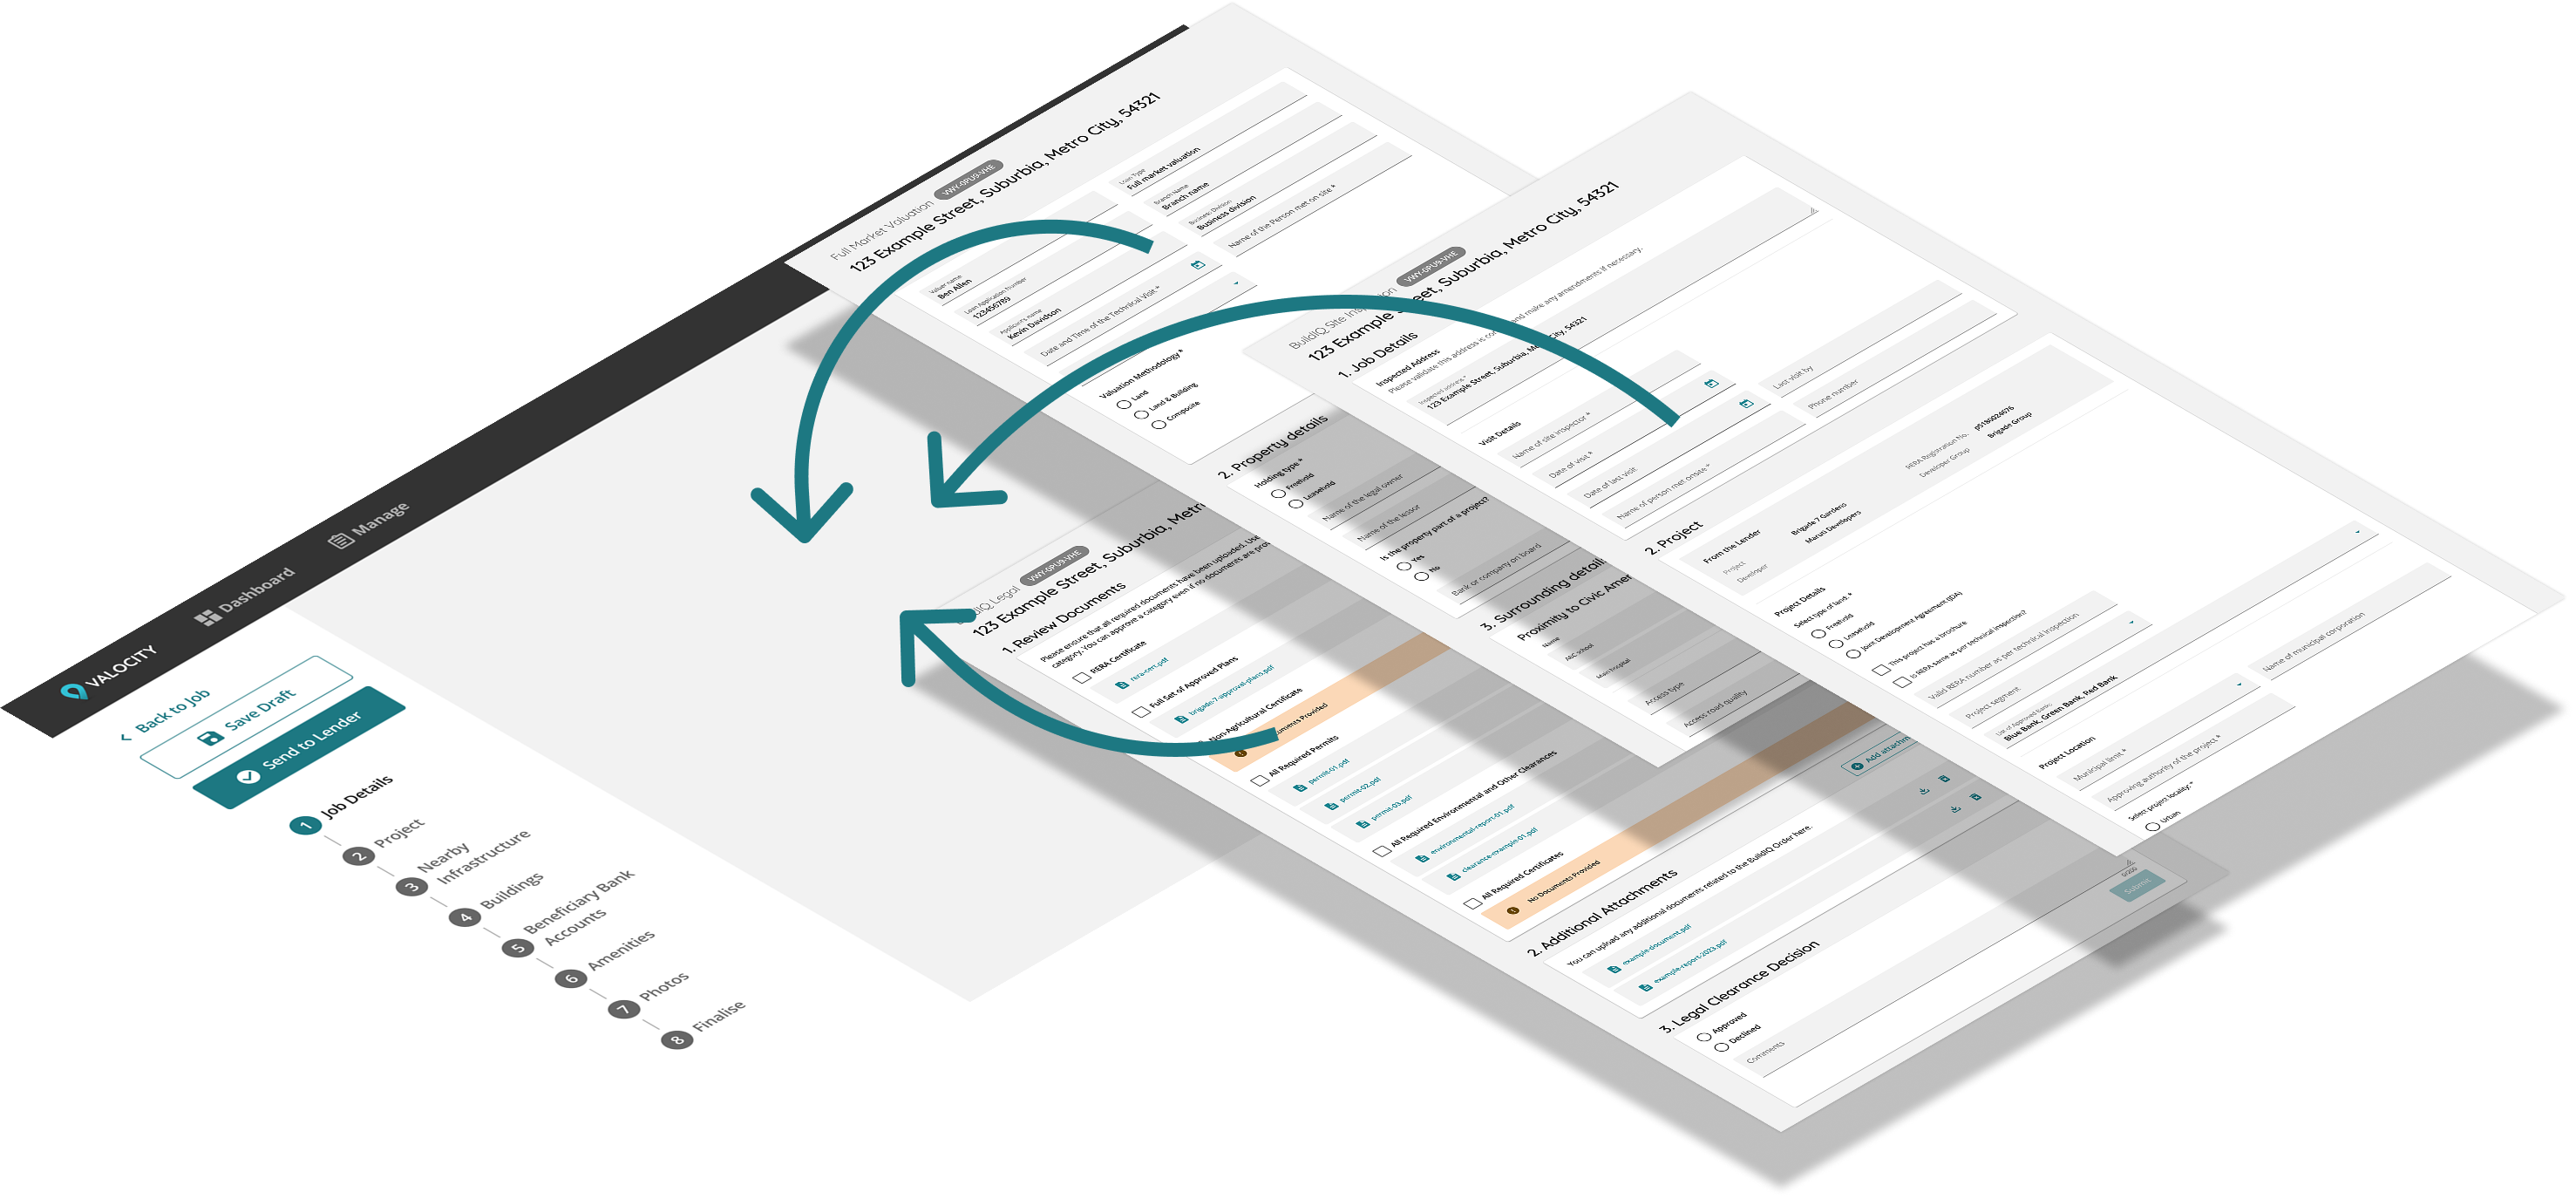 VALOCITY
Dashboard
Manage
Back to Job
Save Draft
Send to Lender
1 Job Details
2 Project
3 Nearby
Infrastructure
4 Buildings
5 Beneficiary Bank
Accounts
6 Amenities
7 Photos
8 Finalise
Full Market Valuation VWY-0PU9-VHE
123 Example Street, Suburbia, Metro City, 54321
Valuer name
Ben Allen
Loan Type
Full market valuation
Loan Application Number
123456789
Branch Name
Branch name
Applicant's name
Kevin Davidson
Business Division
Business division
Date and Time of the Technical Visit *
Name of the Person met on site *
Valuation Methodology *
Land
Land & Building
Composite
2. Property details
Holding type *
Freehold
Leasehold
Name of the legal owner
Name of the lessor
Is the property part of a project?
Yes
No
Bank or company on board
3. Surrounding detail
Proximity to Civic Amer
Name
ABC school
Main hospital
Access type
Access road quality
BuildIQ Site Inspection VWY-0PU9-VHE
123 Example Street, Suburbia, Metro City, 54321
1. Job Details
Inspected Address
Please validate this address is co and make any amendments if necessary.
Inspected address *
123 Example Street, Suburbia, M City, 54321
Visit Details
Name of site inspector *
Date of visit *
Last visit by
Date of last visit
Phone number
Name of person met onsite *
2. Project
From the Lender
Project
Brigade 7 Gardens
RERA Registration No.
p51800024676
Developer
Maruti Developers
Developer Group
Brigade Group
Project Details
Select type of land: *
Freehold
Leasehold
Joint Development Agreement (JDA)
This project has a brochure
Is RERA same as per technical inspection?
Valid RERA number as per technical inspection
Project segment
List of Approved Banks
Blue Bank, Green Bank, Red Bank
Project Location
Municipal limit *
Name of municipal corporation
Approving authority of the project *
Select project locality: *
Urban
IQ Legal VWY-0PU9-VHE
123 Example Street, Suburbia, Metr
1. Review Documents
Please ensure that all required documents have been uploaded. Use
category. You can approve a category even if no documents are prov
RERA Certificate
rera-cert.pdf
Full Set of Approved Plans
brigade-7-approval-plans.pdf
Non-Agricultural Certificate
uments Provided
All Required Permits
permit-01.pdf
permit-02.pdf
permit-03.pdf
All Required Environmental and Other Clearances
environmental-report-01.pdf
clearance-example-01.pdf
All Required Certificates
No Documents Provided
2. Additional Attachments
Add attachm
You can upload any additional documents related to the BuildIQ Order here.
example-document.pdf
example-report-2023.pdf
3. Legal Clearance Decision
Approved
Declined
Comments
0/200
Submit